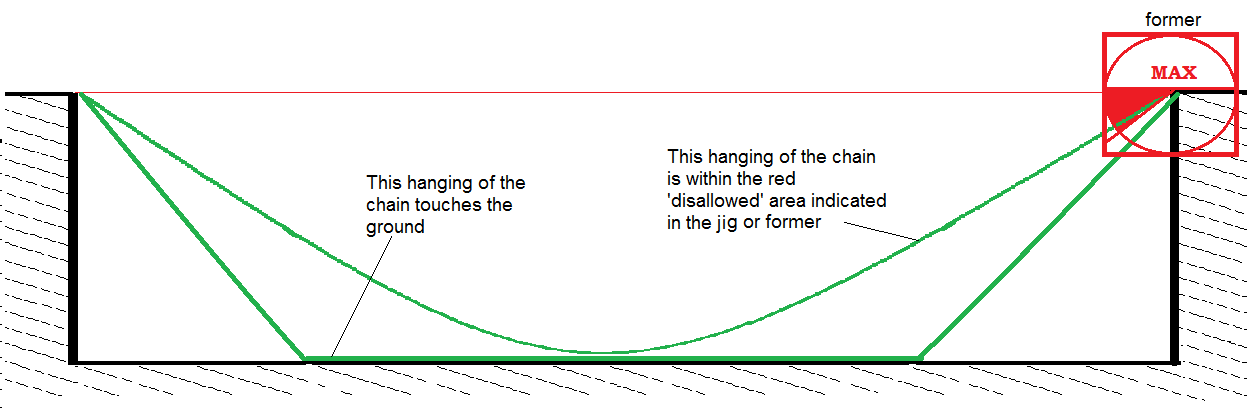 former
MAX
This hanging of the chain
is within the red
'disallowed' area indicated
in the jig or former
This hanging of the
chain touches the
ground